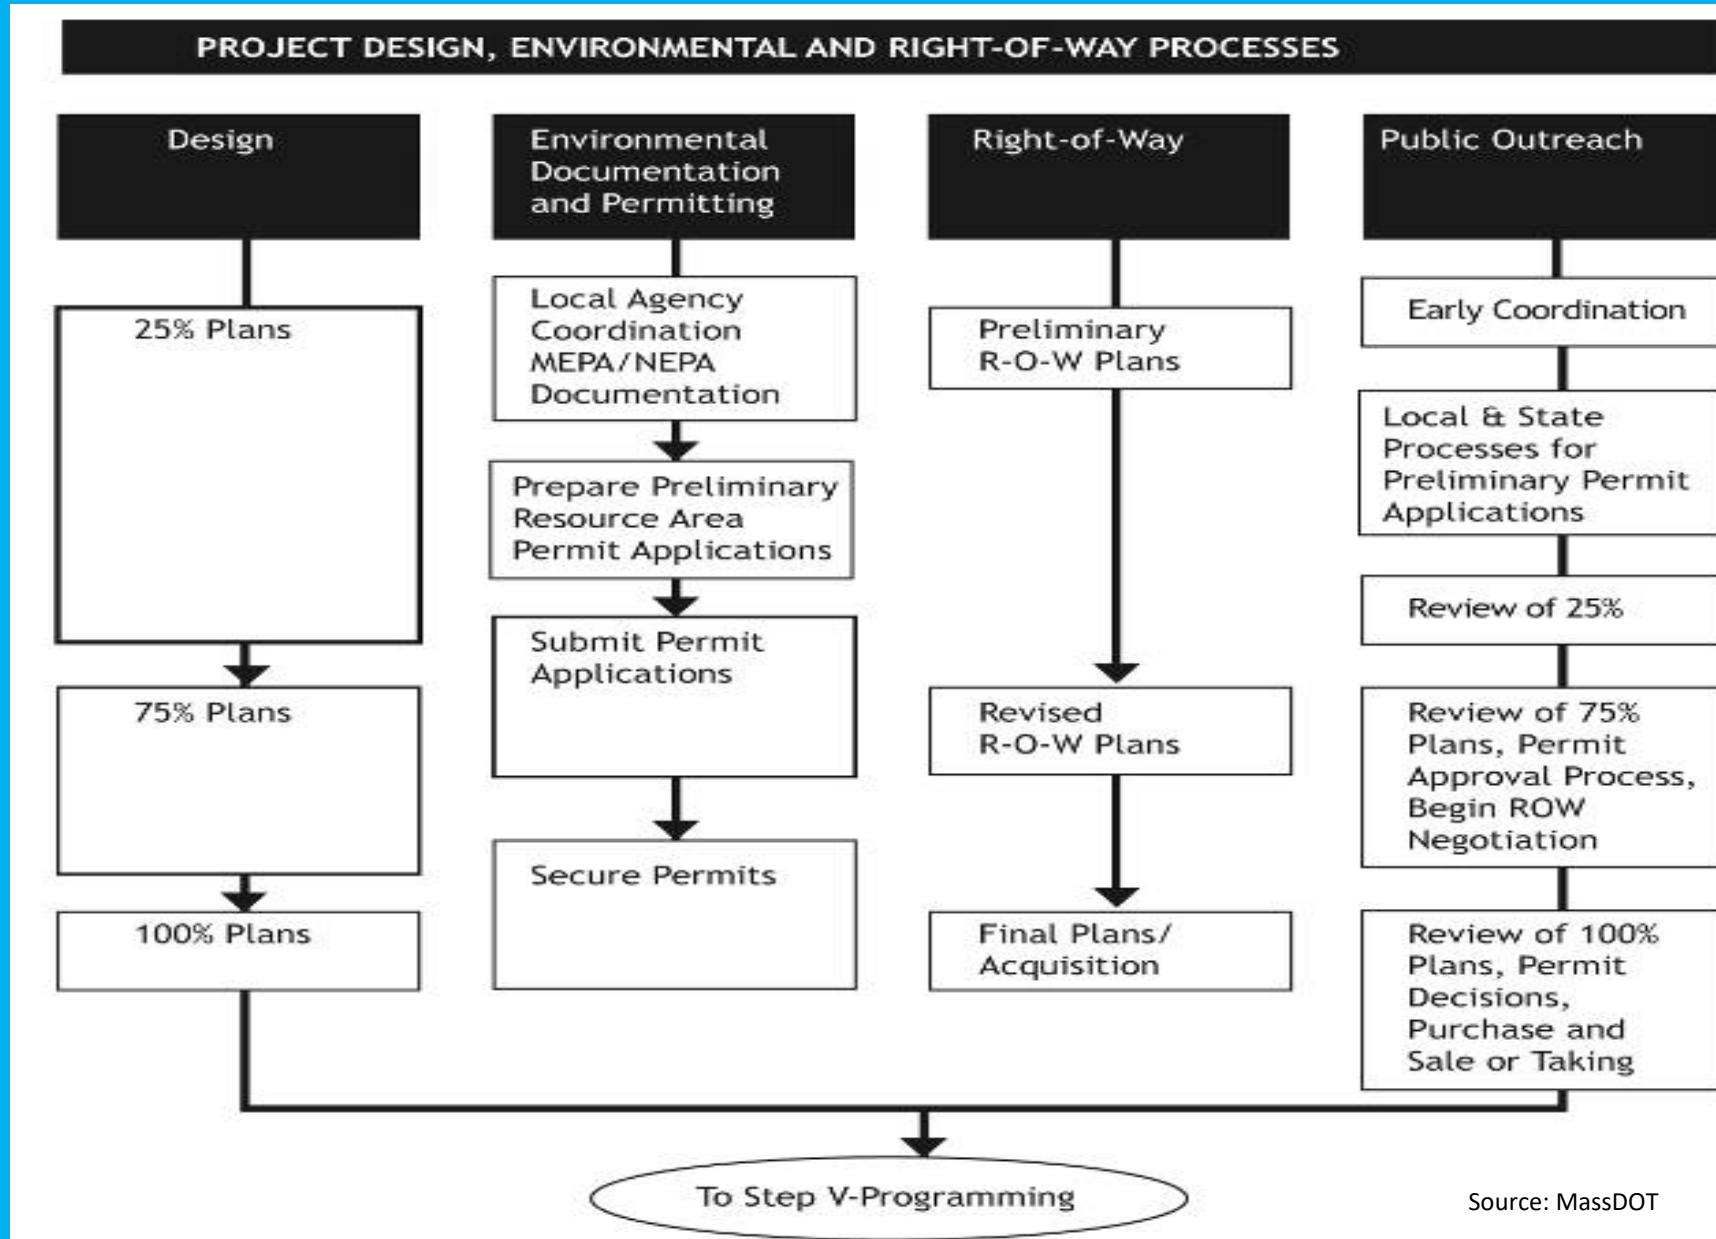 PROJECT DESIGN, ENVIRONMENTAL AND RIGHT-OF-WAY PROCESSES
Design
25% Plans
75% Plans
100% Plans
Environmental
Documentation
and Permitting
Local Agency
Coordination
MEPA/NEPA
Documentation
Prepare Preliminary
Resource Area
Permit Applications
Submit Permit
Applications
Secure Permits
Right-of-Way
Preliminary
R-O-W Plans
Revised
R-O-W Plans
Final Plans/
Acquisition
Public Outreach
Early Coordination
Local & State
Processes for
Preliminary Permit
Applications
Review of 25%
Review of 75%
Plans, Permit
Approval Process,
Begin ROW
Negotiation
Review of 100%
Plans, Permit
Decisions,
Purchase and
Sale or Taking
To Step V-Programming
Source: MassDOT